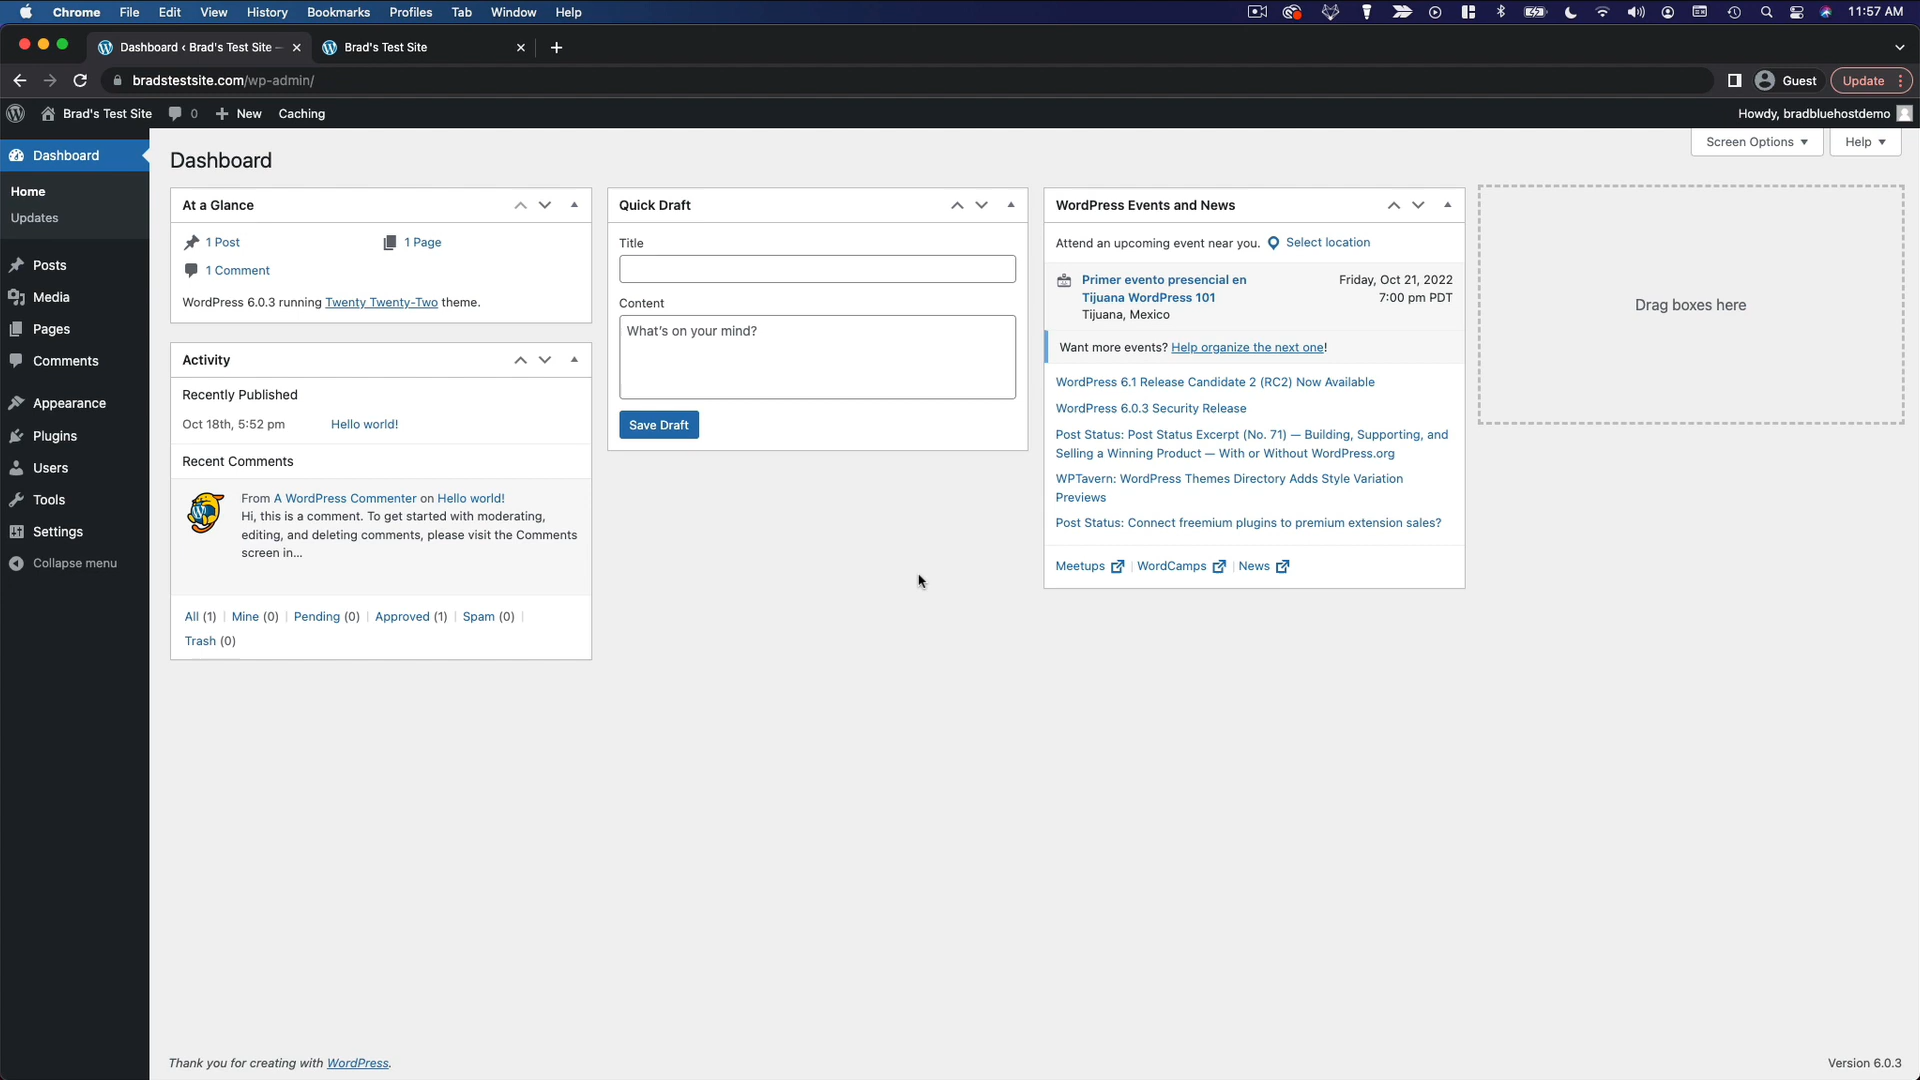 Chrome File Edit View History Bookmarks Profiles Tab Window Help 11:57 AM
Dashboard ‹ Brad's Test Site — Brad's Test Site
bradstestsite.com/wp-admin/ Guest Update
Brad's Test Site 0 New Caching Howdy, bradbluehostdemo
Screen Options Help
Dashboard
Home
Updates
Posts
Media
Pages
Comments
Appearance
Plugins
Users
Tools
Settings
Collapse menu
Dashboard
At a Glance
1 Post 1 Page
1 Comment
WordPress 6.0.3 running Twenty Twenty-Two theme.
Activity
Recently Published
Oct 18th, 5:52 pm Hello world!
Recent Comments
From A WordPress Commenter on Hello world!
Hi, this is a comment. To get started with moderating,
editing, and deleting comments, please visit the Comments
screen in...
All (1) | Mine (0) | Pending (0) | Approved (1) | Spam (0) |
Trash (0)
Quick Draft
Title
Content
What's on your mind?
Save Draft
WordPress Events and News
Attend an upcoming event near you. Select location
Primer evento presencial en Friday, Oct 21, 2022
Tijuana WordPress 101 7:00 pm PDT
Tijuana, Mexico
Want more events? Help organize the next one!
WordPress 6.1 Release Candidate 2 (RC2) Now Available
WordPress 6.0.3 Security Release
Post Status: Post Status Excerpt (No. 71) — Building, Supporting, and
Selling a Winning Product — With or Without WordPress.org
WPTavern: WordPress Themes Directory Adds Style Variation
Previews
Post Status: Connect freemium plugins to premium extension sales?
Meetups | WordCamps | News
Drag boxes here
Thank you for creating with WordPress. Version 6.0.3